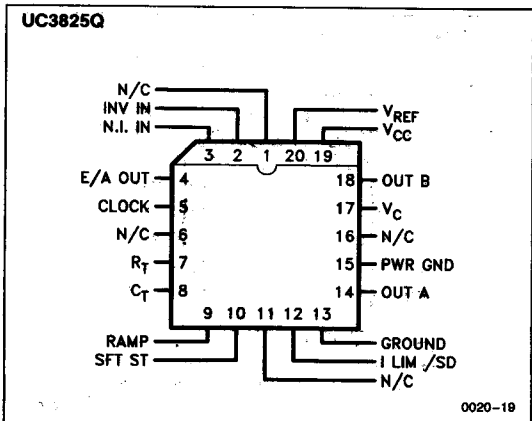 UC3825Q
N/C
INV IN
N.I. IN
VREF
VCC
3 2 1 20 19
E/A OUT 4 18 OUT B
CLOCK 5 17 VC
N/C 6 16 N/C
RT 7 15 PWR GND
CT 8 14 OUT A
9 10 11 12 13
RAMP
SFT ST
GROUND
I LIM /SD
N/C
0020-19